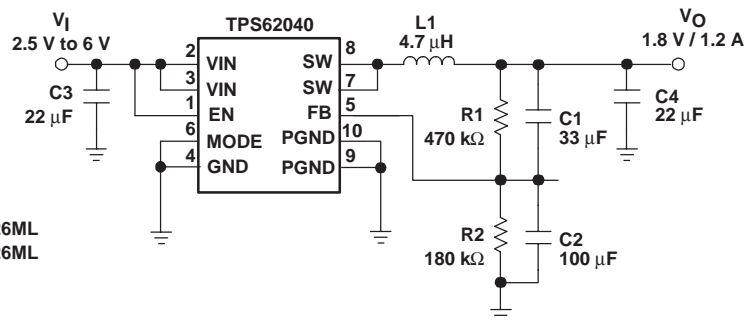 TPS62040
VI
2.5 V to 6 V
VO
1.8 V / 1.2 A
L1
4.7 µH
2 VIN
3 VIN
1 EN
6 MODE
4 GND
SW 8
SW 7
FB 5
PGND 10
PGND 9
C3
22 µF
R1
470 kΩ
C1
33 µF
C4
22 µF
R2
180 kΩ
C2
100 µF